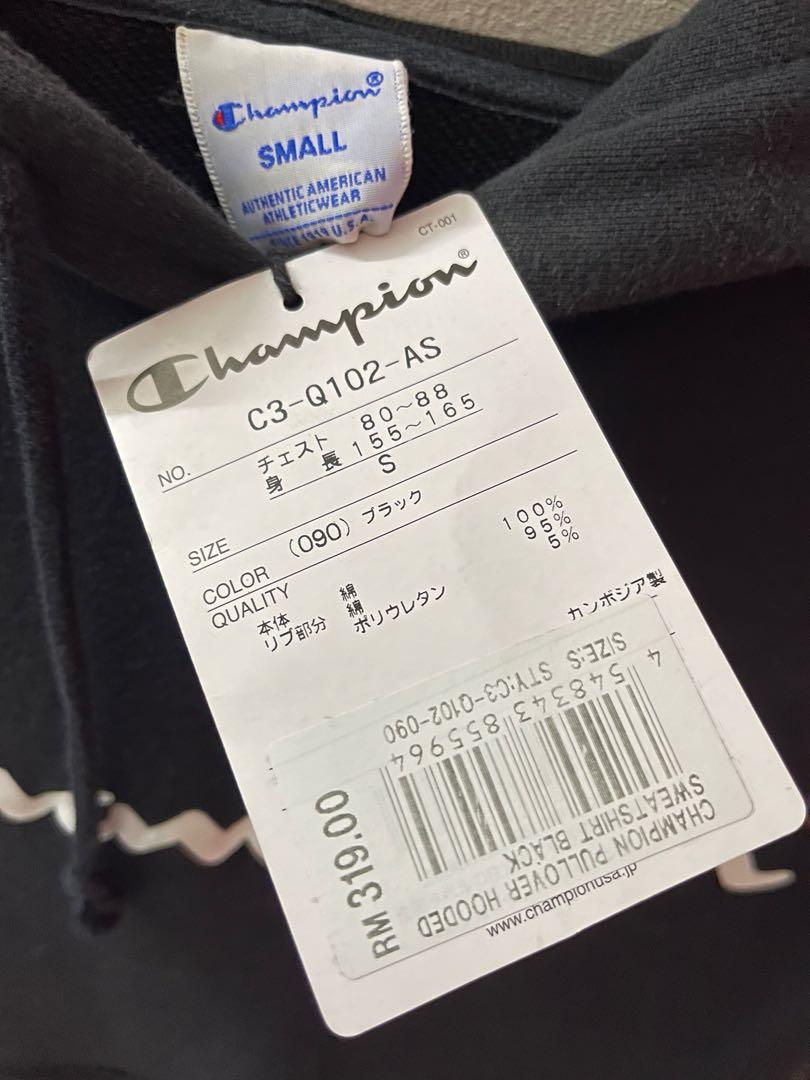 Champion®
SMALL
AUTHENTIC AMERICAN
ATHLETICWEAR
SINCE 1919 U.S.A.
CT-001
Champion®
NO. C3-Q102-AS
チェスト 80～88
身 長 155～165
SIZE S
COLOR (090) ブラック
QUALITY
本体 綿 100%
リブ部分 綿 95%
ポリウレタン 5%
カンボジア製
SIZE:S STY:C3-Q102-090
4 548343 855964
CHAMPION PULLOVER HOODED
SWEATSHIRT BLACK
RM 319.00
www.championusa.jp